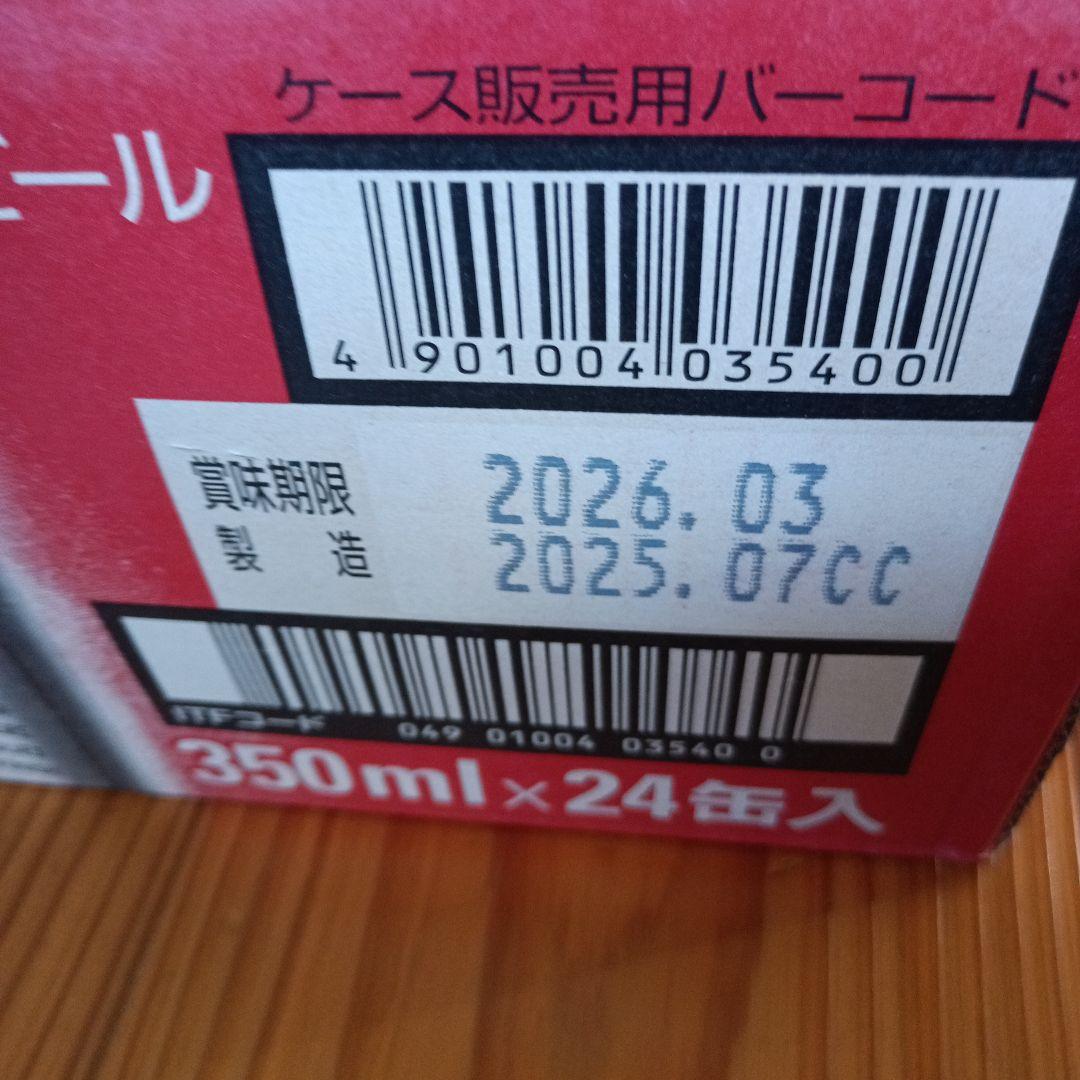 ケース販売用バーコード
ール
4 901004 035400
賞味期限 2026.03
製造 2025.07CC
ITFコード 049 01004 03540 0
350ml×24缶入